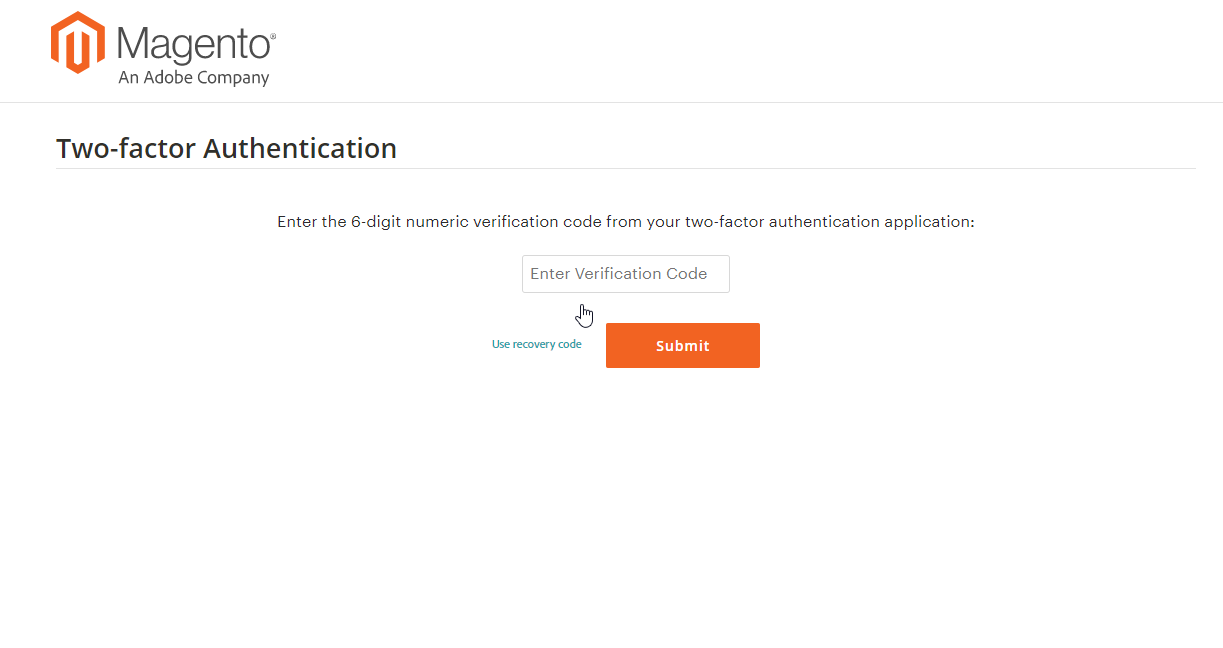 Magento®
An Adobe Company
Two-factor Authentication
Enter the 6-digit numeric verification code from your two-factor authentication application:
Enter Verification Code
Use recovery code
Submit